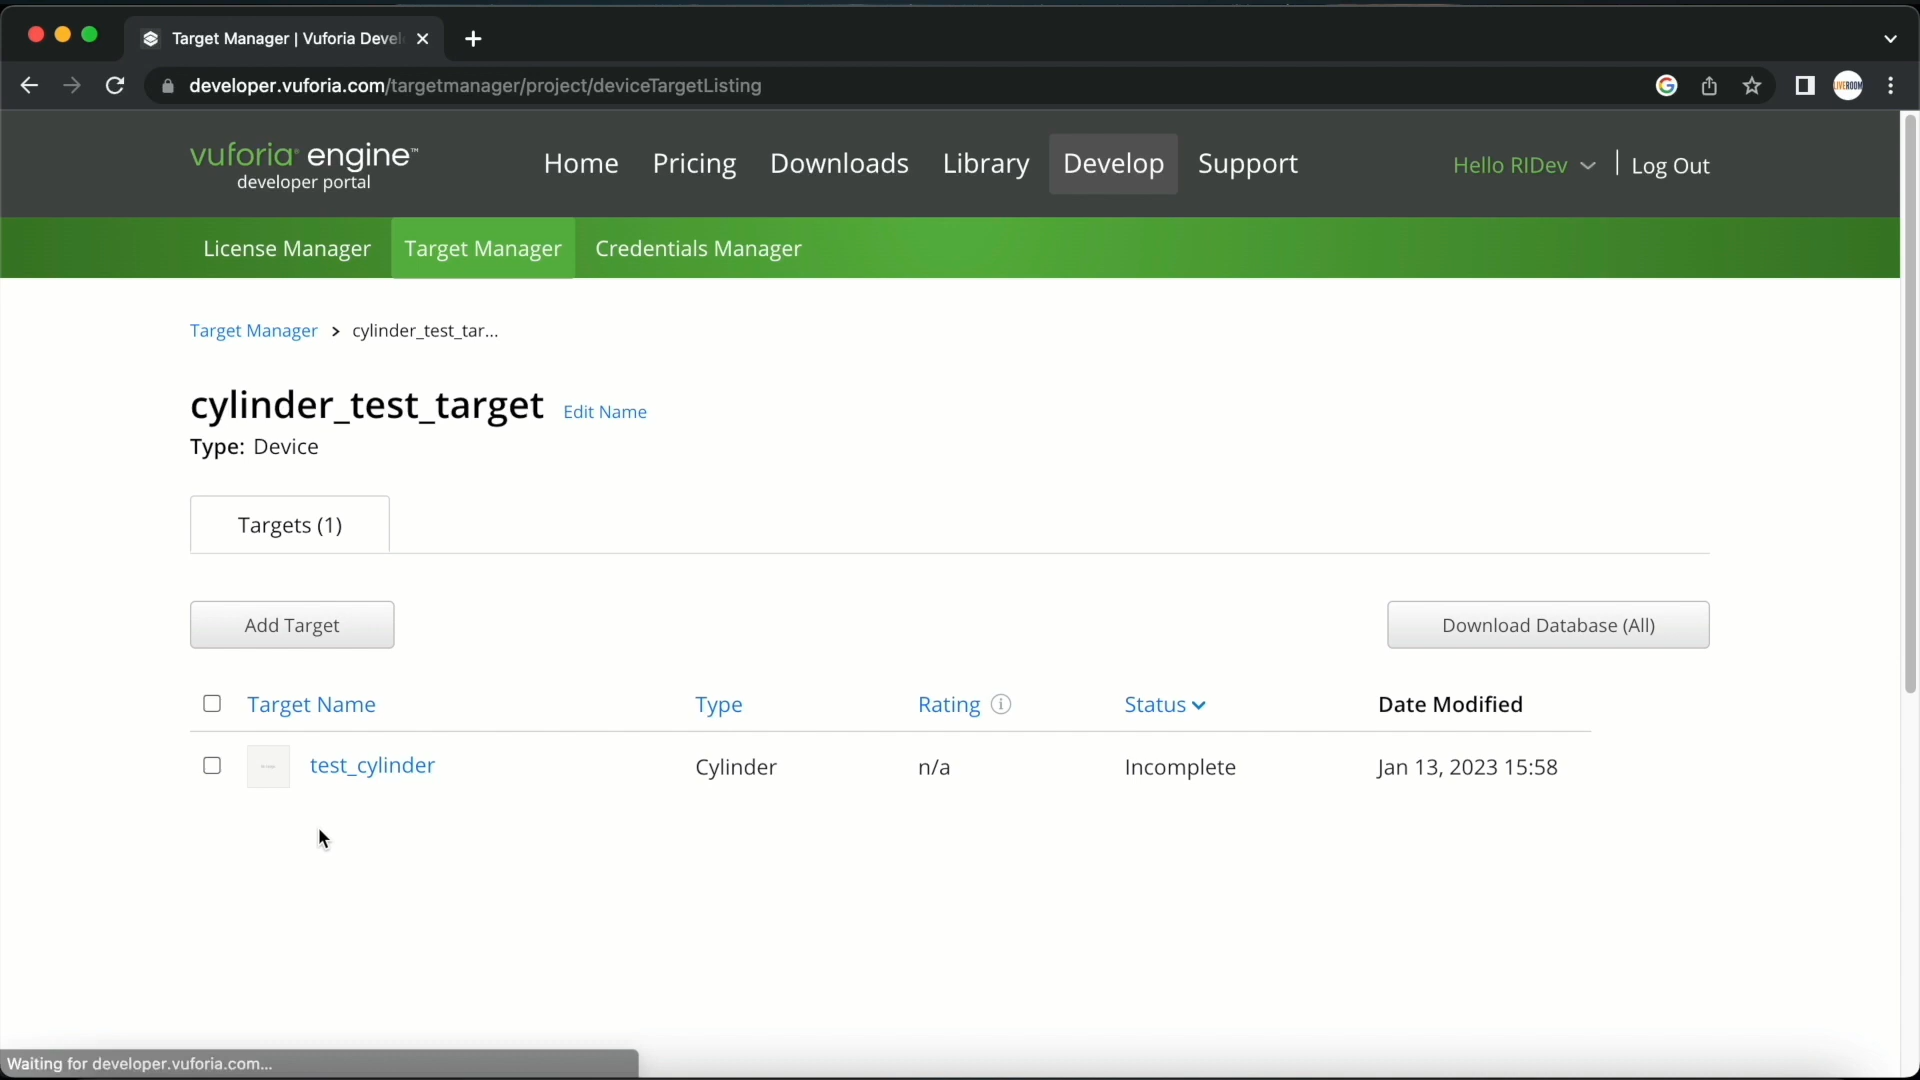 Target Manager | Vuforia Devel
developer.vuforia.com/targetmanager/project/deviceTargetListing
LIVEROOM
vuforia® engine™
developer portal
Home Pricing Downloads Library Develop Support
Hello RIDev | Log Out
License Manager Target Manager Credentials Manager
Target Manager > cylinder_test_tar...
cylinder_test_target Edit Name
Type: Device
Targets (1)
Add Target Download Database (All)
Target Name Type Rating Status Date Modified
test_cylinder Cylinder n/a Incomplete Jan 13, 2023 15:58
Waiting for developer.vuforia.com...